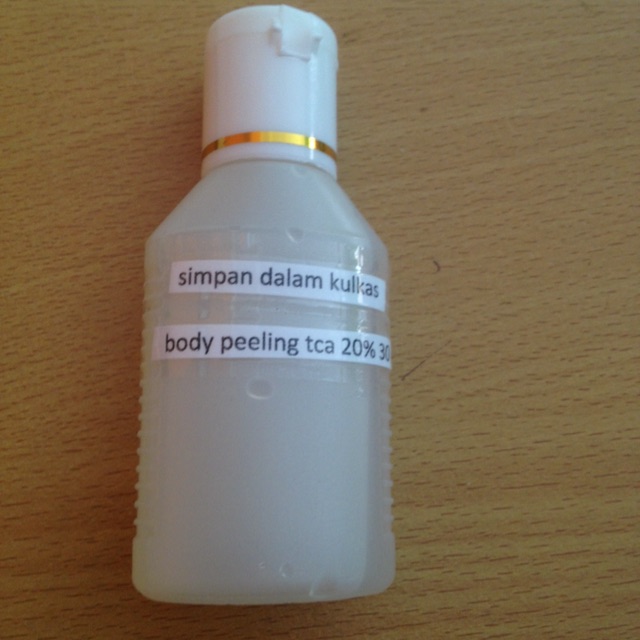 simpan dalam kulkas
body peeling tca 20% 30